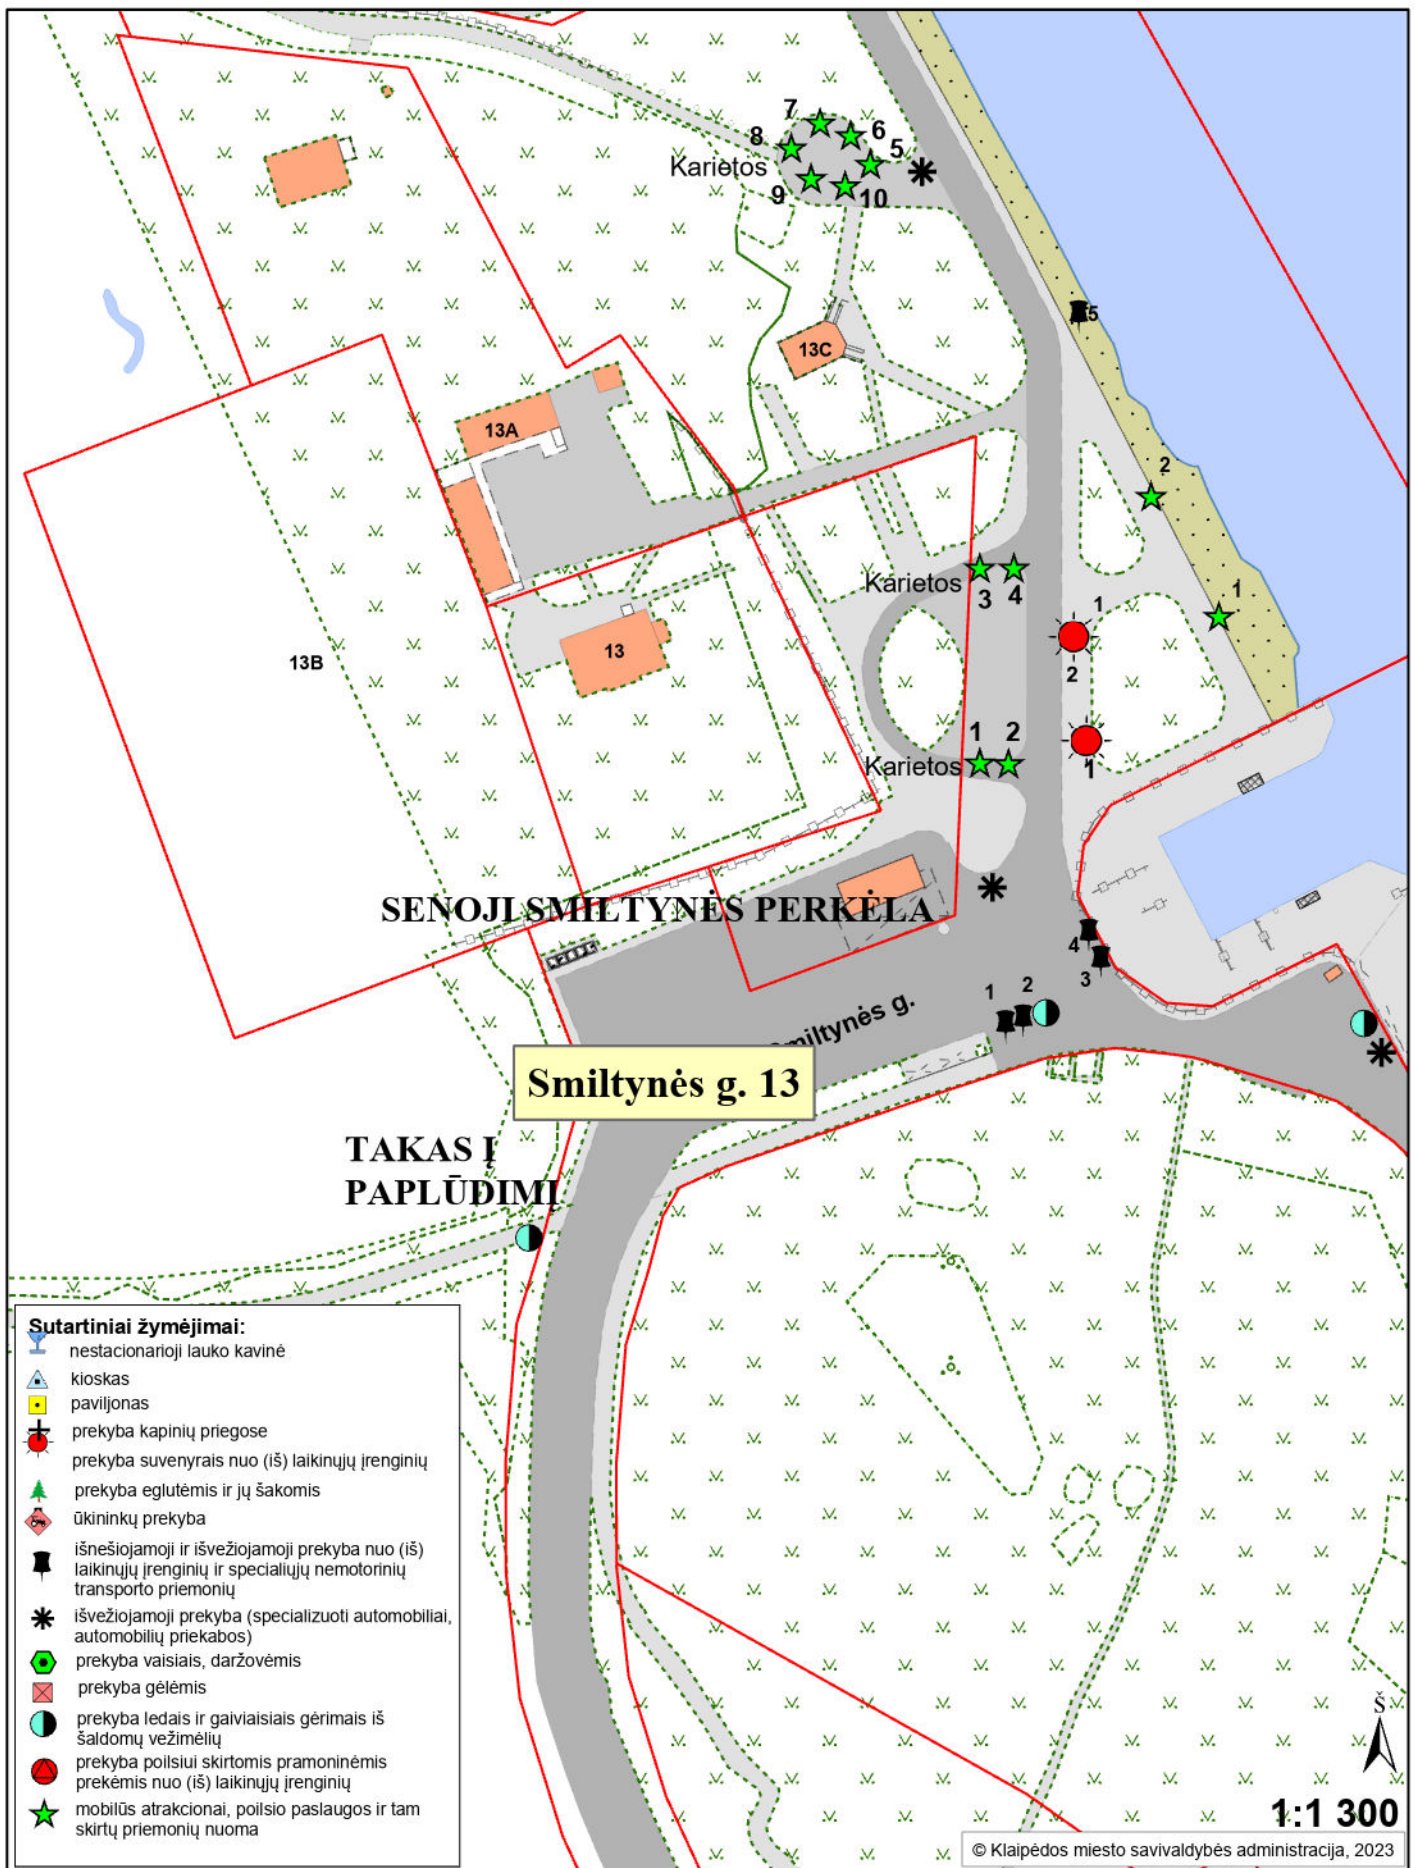 7
6
8
5
Karietos
9
10
5
13C
13A
2
Karietos
3
4
1
1
13
13B
2
1
2
Karietos
1
SENOJI SMILTYNĖS PERKĖLA
4
3
1
2
Smiltynės g.
Smiltynės g. 13
TAKAS Į
PAPLŪDIMĮ
Sutartiniai žymėjimai:
nestacionarioji lauko kavinė
kioskas
paviljonas
prekyba kapinių priegose
prekyba suvenyrais nuo (iš) laikinųjų įrenginių
prekyba eglutėmis ir jų šakomis
ūkininkų prekyba
išnešiojamoji ir išvežiojamoji prekyba nuo (iš)
laikinųjų įrenginių ir specialiųjų nemotorinių
transporto priemonių
išvežiojamoji prekyba (specializuoti automobiliai,
automobilių priekabos)
prekyba vaisiais, daržovėmis
prekyba gėlėmis
prekyba ledais ir gaiviaisiais gėrimais iš
šaldomų vežimėlių
prekyba poilsiui skirtomis pramoninėmis
prekėmis nuo (iš) laikinųjų įrenginių
mobilūs atrakcionai, poilsio paslaugos ir tam
skirtų priemonių nuoma
Š
1:1 300
© Klaipėdos miesto savivaldybės administracija, 2023